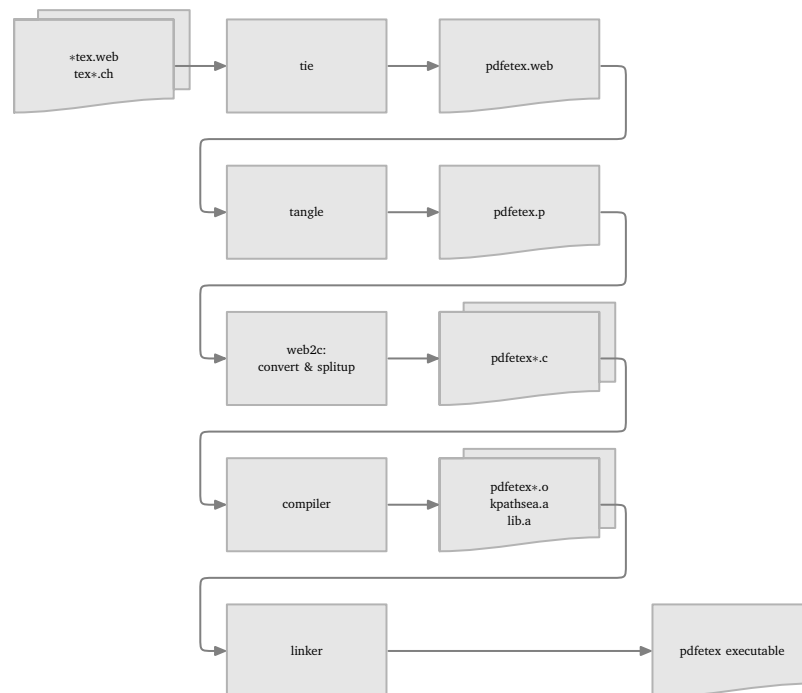 *tex.web
tex*.ch
tie
pdfetex.web
tangle
pdfetex.p
web2c:
convert & splitup
pdfetex*.c
compiler
pdfetex*.o
kpathsea.a
lib.a
linker
pdfetex executable